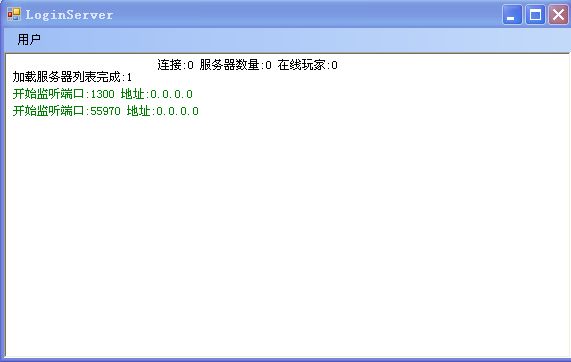 LoginServer
用户
连接:0 服务器数量:0 在线玩家:0
加载服务器列表完成:1
开始监听端口:1300 地址:0.0.0.0
开始监听端口:55970 地址:0.0.0.0